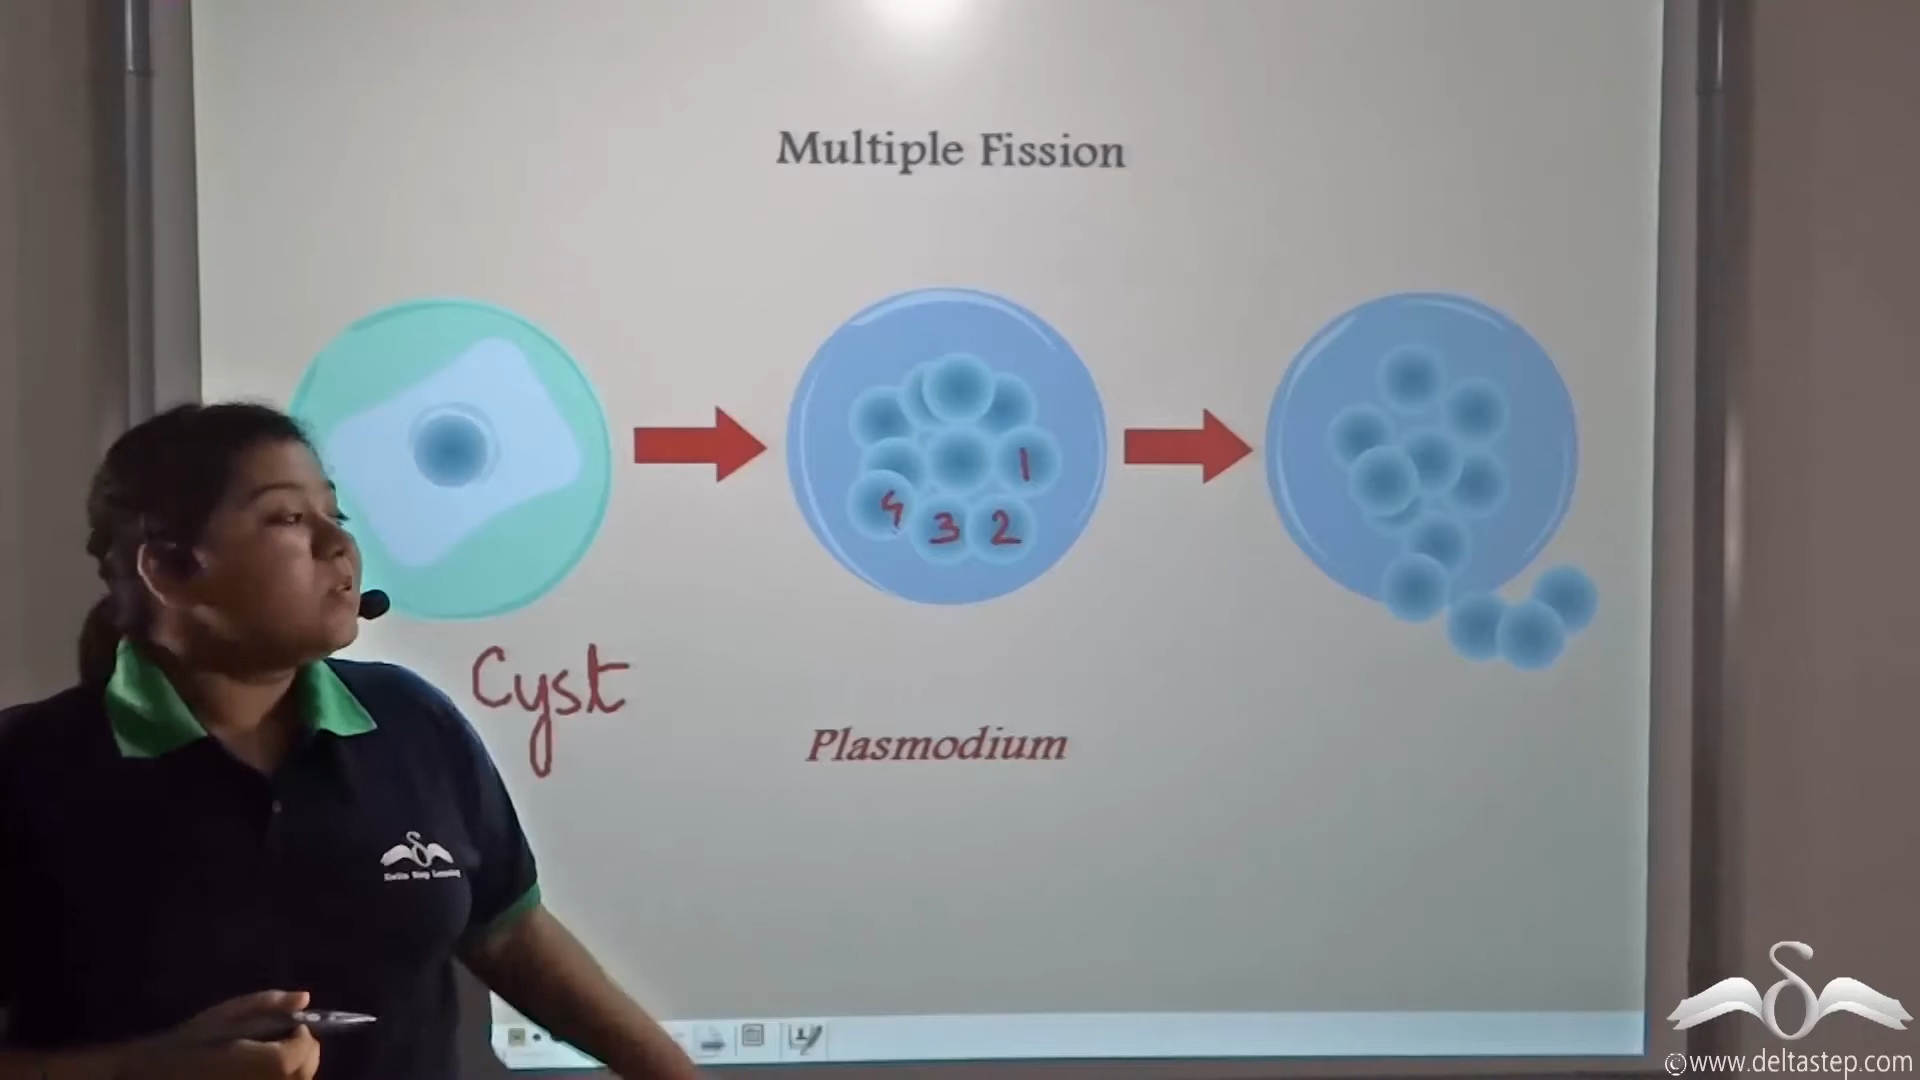 Multiple Fission
1
4 3 2
Cyst
Plasmodium
©www.deltastep.com